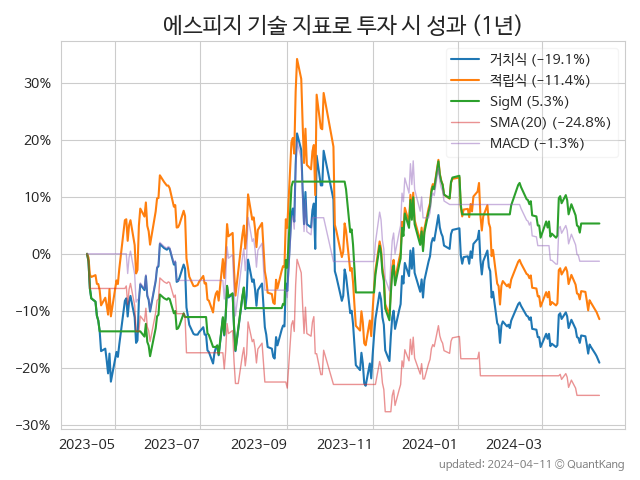 에스피지 기술 지표로 투자 시 성과 (1년)
거치식 (−19.1%)
적립식 (−11.4%)
SigM (5.3%)
SMA(20) (−24.8%)
MACD (−1.3%)
30%
20%
10%
0%
−10%
−20%
−30%
2023-05 2023-07 2023-09 2023-11 2024-01 2024-03
updated: 2024-04-11 © QuantKang